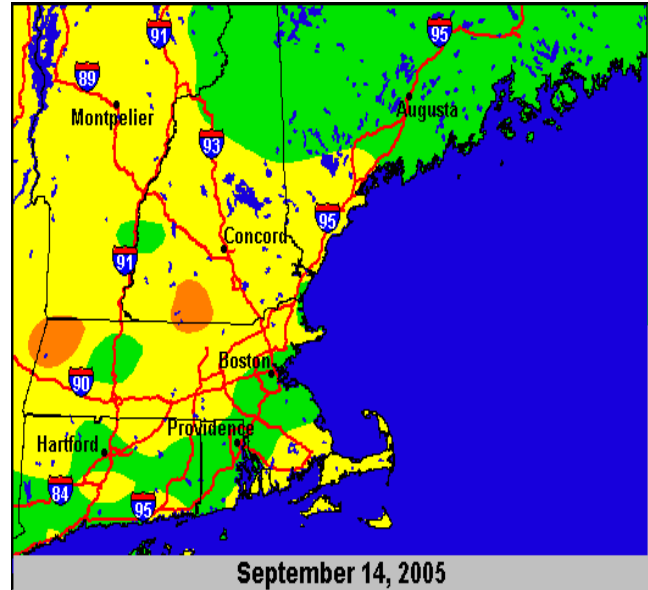 91
95
89
Montpelier
Augusta
93
95
Concord
91
Boston
90
Providence
Hartford
84
95
September 14, 2005